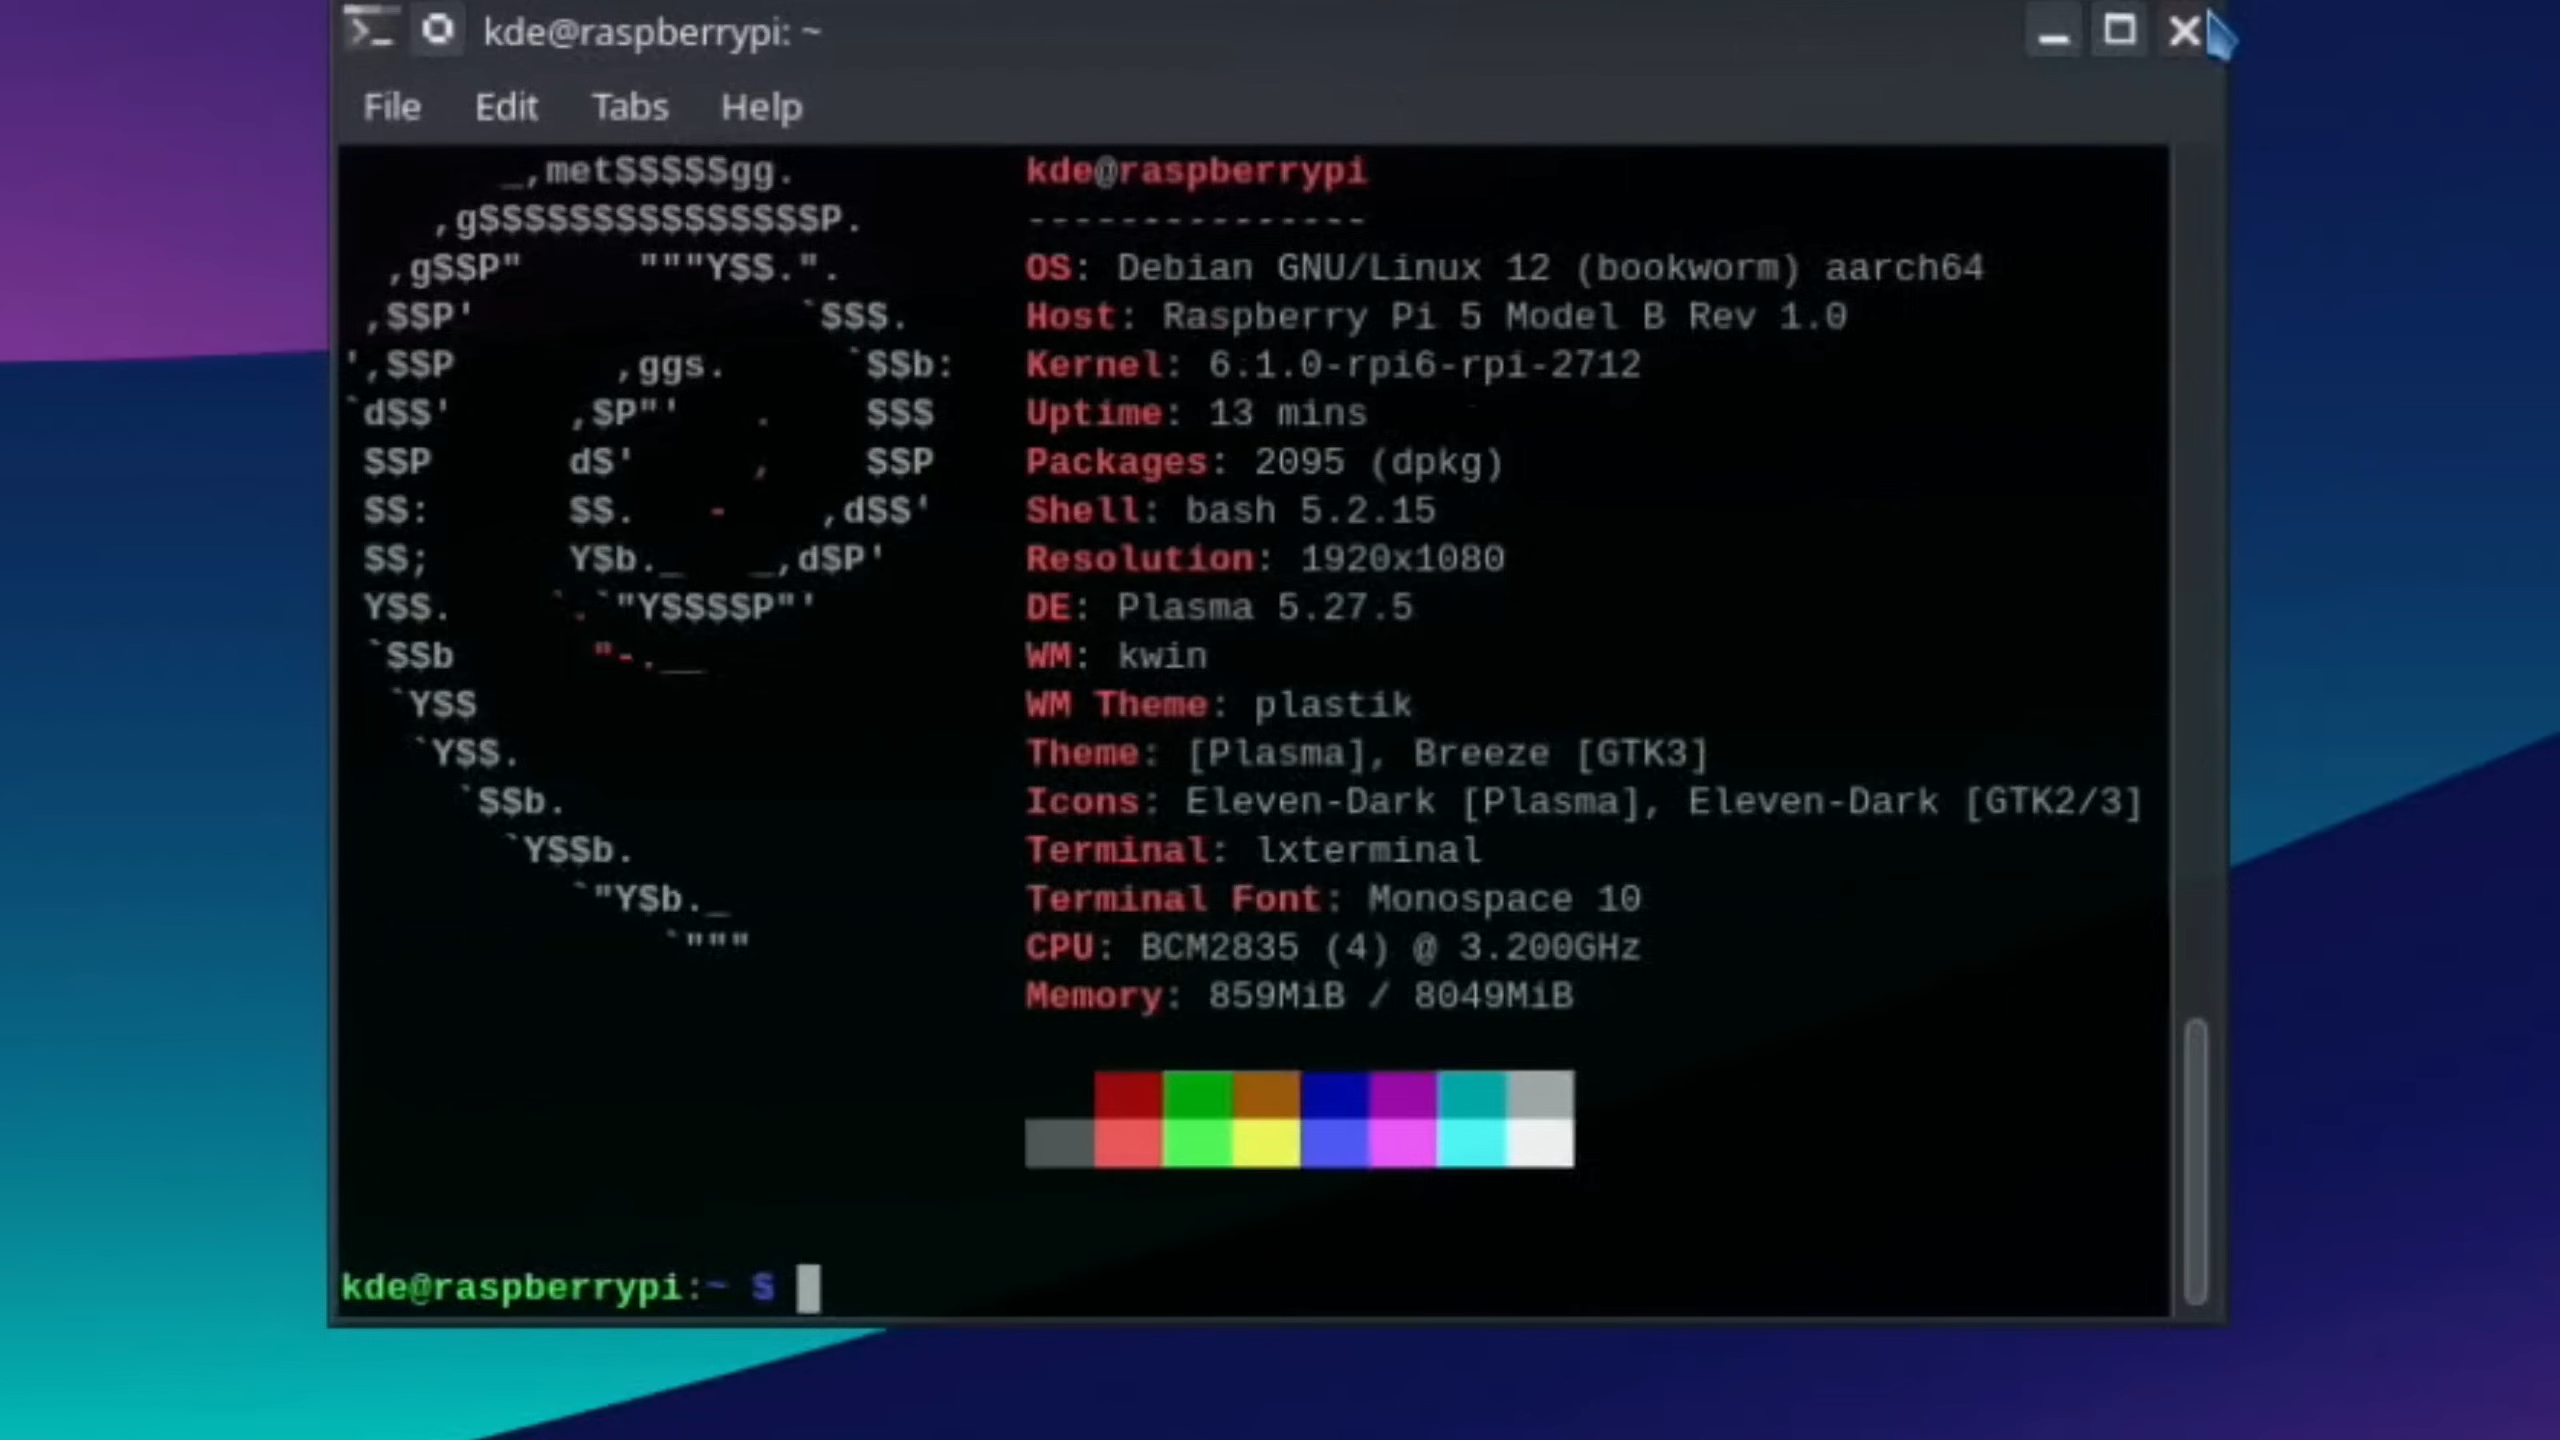 kde@raspberrypi: ~
File Edit Tabs Help
_,met$$$$$gg.
,g$$$$$$$$$$$$$$$P.
,g$$P" """Y$$.".
,$$P' `$$$.
',$$P ,ggs. `$$b:
`d$$' ,$P"' . $$$
$$P d$' , $$P
$$: $$. - ,d$$'
$$; Y$b._ _,d$P'
Y$$. `.`"Y$$$$P"'
`$$b "-.__
`Y$$
`Y$$.
`$$b.
`Y$$b.
`"Y$b._
`"""
kde@raspberrypi
---------------
OS: Debian GNU/Linux 12 (bookworm) aarch64
Host: Raspberry Pi 5 Model B Rev 1.0
Kernel: 6.1.0-rpi6-rpi-2712
Uptime: 13 mins
Packages: 2095 (dpkg)
Shell: bash 5.2.15
Resolution: 1920x1080
DE: Plasma 5.27.5
WM: kwin
WM Theme: plastik
Theme: [Plasma], Breeze [GTK3]
Icons: Eleven-Dark [Plasma], Eleven-Dark [GTK2/3]
Terminal: lxterminal
Terminal Font: Monospace 10
CPU: BCM2835 (4) @ 3.200GHz
Memory: 859MiB / 8049MiB
kde@raspberrypi:~ $